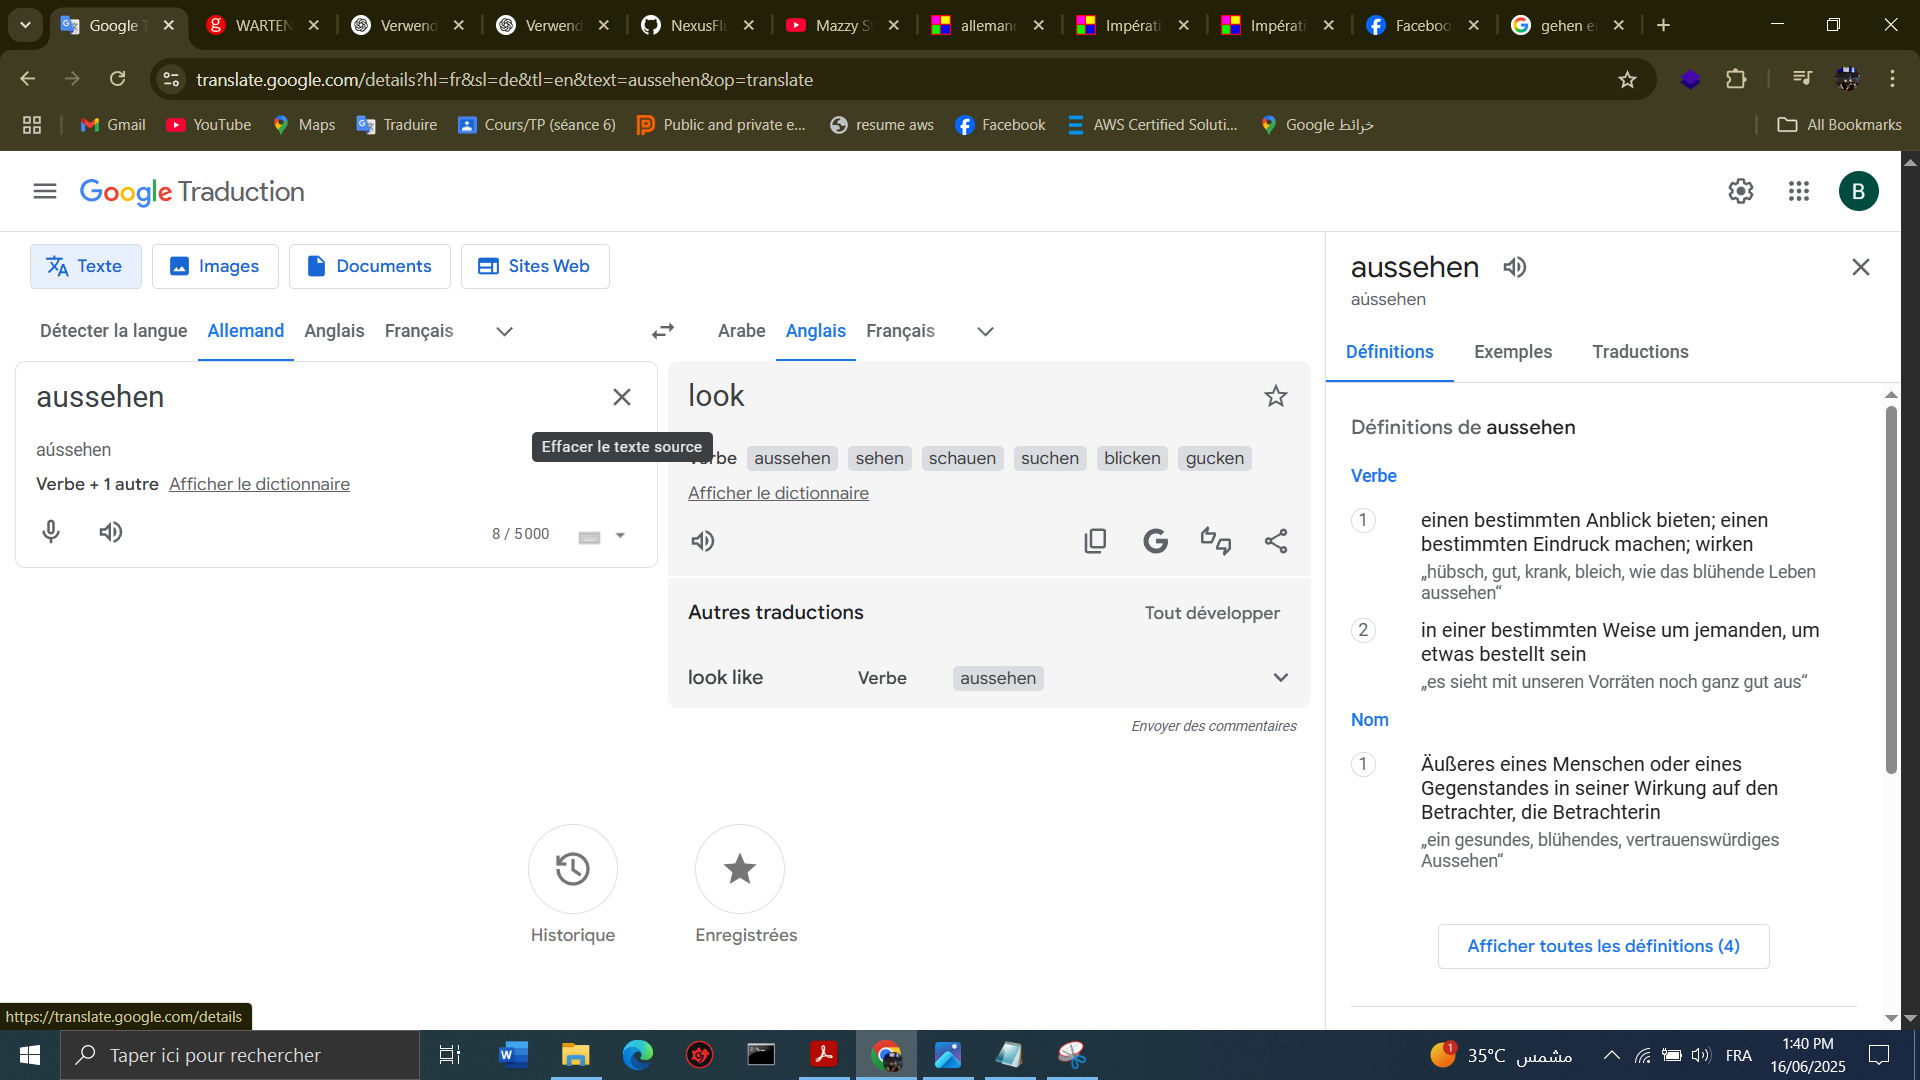 Google T
WARTEN
Verwend
Verwend
NexusFlo
Mazzy St
allemand
Impérati
Impérati
Faceboo
gehen e
translate.google.com/details?hl=fr&sl=de&tl=en&text=aussehen&op=translate
Gmail
YouTube
Maps
Traduire
Cours/TP (séance 6)
Public and private e...
resume aws
Facebook
AWS Certified Soluti...
خرائط Google
All Bookmarks
Google Traduction
B
Texte
Images
Documents
Sites Web
Détecter la langue
Allemand
Anglais
Français
Arabe
Anglais
Français
aussehen
aússehen
Effacer le texte source
Verbe + 1 autre Afficher le dictionnaire
8 / 5 000
look
rbe aussehen sehen schauen suchen blicken gucken
Afficher le dictionnaire
Autres traductions
Tout développer
look like
Verbe
aussehen
Envoyer des commentaires
Historique
Enregistrées
aussehen
aússehen
Définitions
Exemples
Traductions
Définitions de aussehen
Verbe
1
einen bestimmten Anblick bieten; einen
bestimmten Eindruck machen; wirken
„hübsch, gut, krank, bleich, wie das blühende Leben
aussehen“
2
in einer bestimmten Weise um jemanden, um
etwas bestellt sein
„es sieht mit unseren Vorräten noch ganz gut aus“
Nom
1
Äußeres eines Menschen oder eines
Gegenstandes in seiner Wirkung auf den
Betrachter, die Betrachterin
„ein gesundes, blühendes, vertrauenswürdiges
Aussehen“
Afficher toutes les définitions (4)
https://translate.google.com/details
Taper ici pour rechercher
1
35°C مشمس
FRA
1:40 PM
16/06/2025